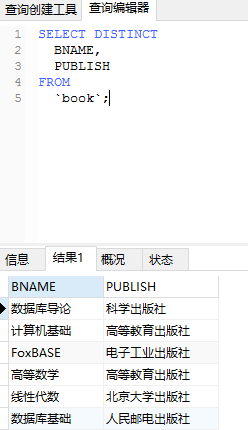 查询创建工具 查询编辑器
1 SELECT DISTINCT
2 BNAME,
3 PUBLISH
4 FROM
5 `book`;
信息 结果1 概况 状态
BNAME PUBLISH
数据库导论 科学出版社
计算机基础 高等教育出版社
FoxBASE 电子工业出版社
高等数学 高等教育出版社
线性代数 北京大学出版社
数据库基础 人民邮电出版社